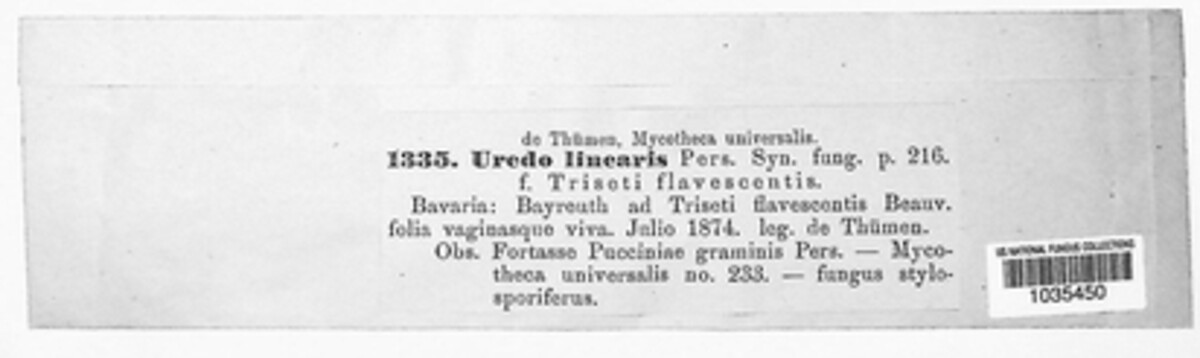 de Thümen, Mycotheca universalis.
1335. Uredo linearis Pers. Syn. fung. p. 216.
f. Triseti flavescentis.
Bavaria: Bayreuth ad Triseti flavescentis Beauv.
folia vaginasque viva. Julio 1874. leg. de Thümen.
Obs. Fortasse Pucciniae graminis Pers. — Myco-
theca universalis no. 233. — fungus stylo-
sporiferus.
US NATIONAL FUNGUS COLLECTIONS
1035450